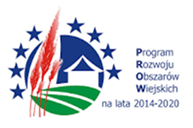 Program
Rozwoju
Obszarów
Wiejskich
na lata 2014-2020